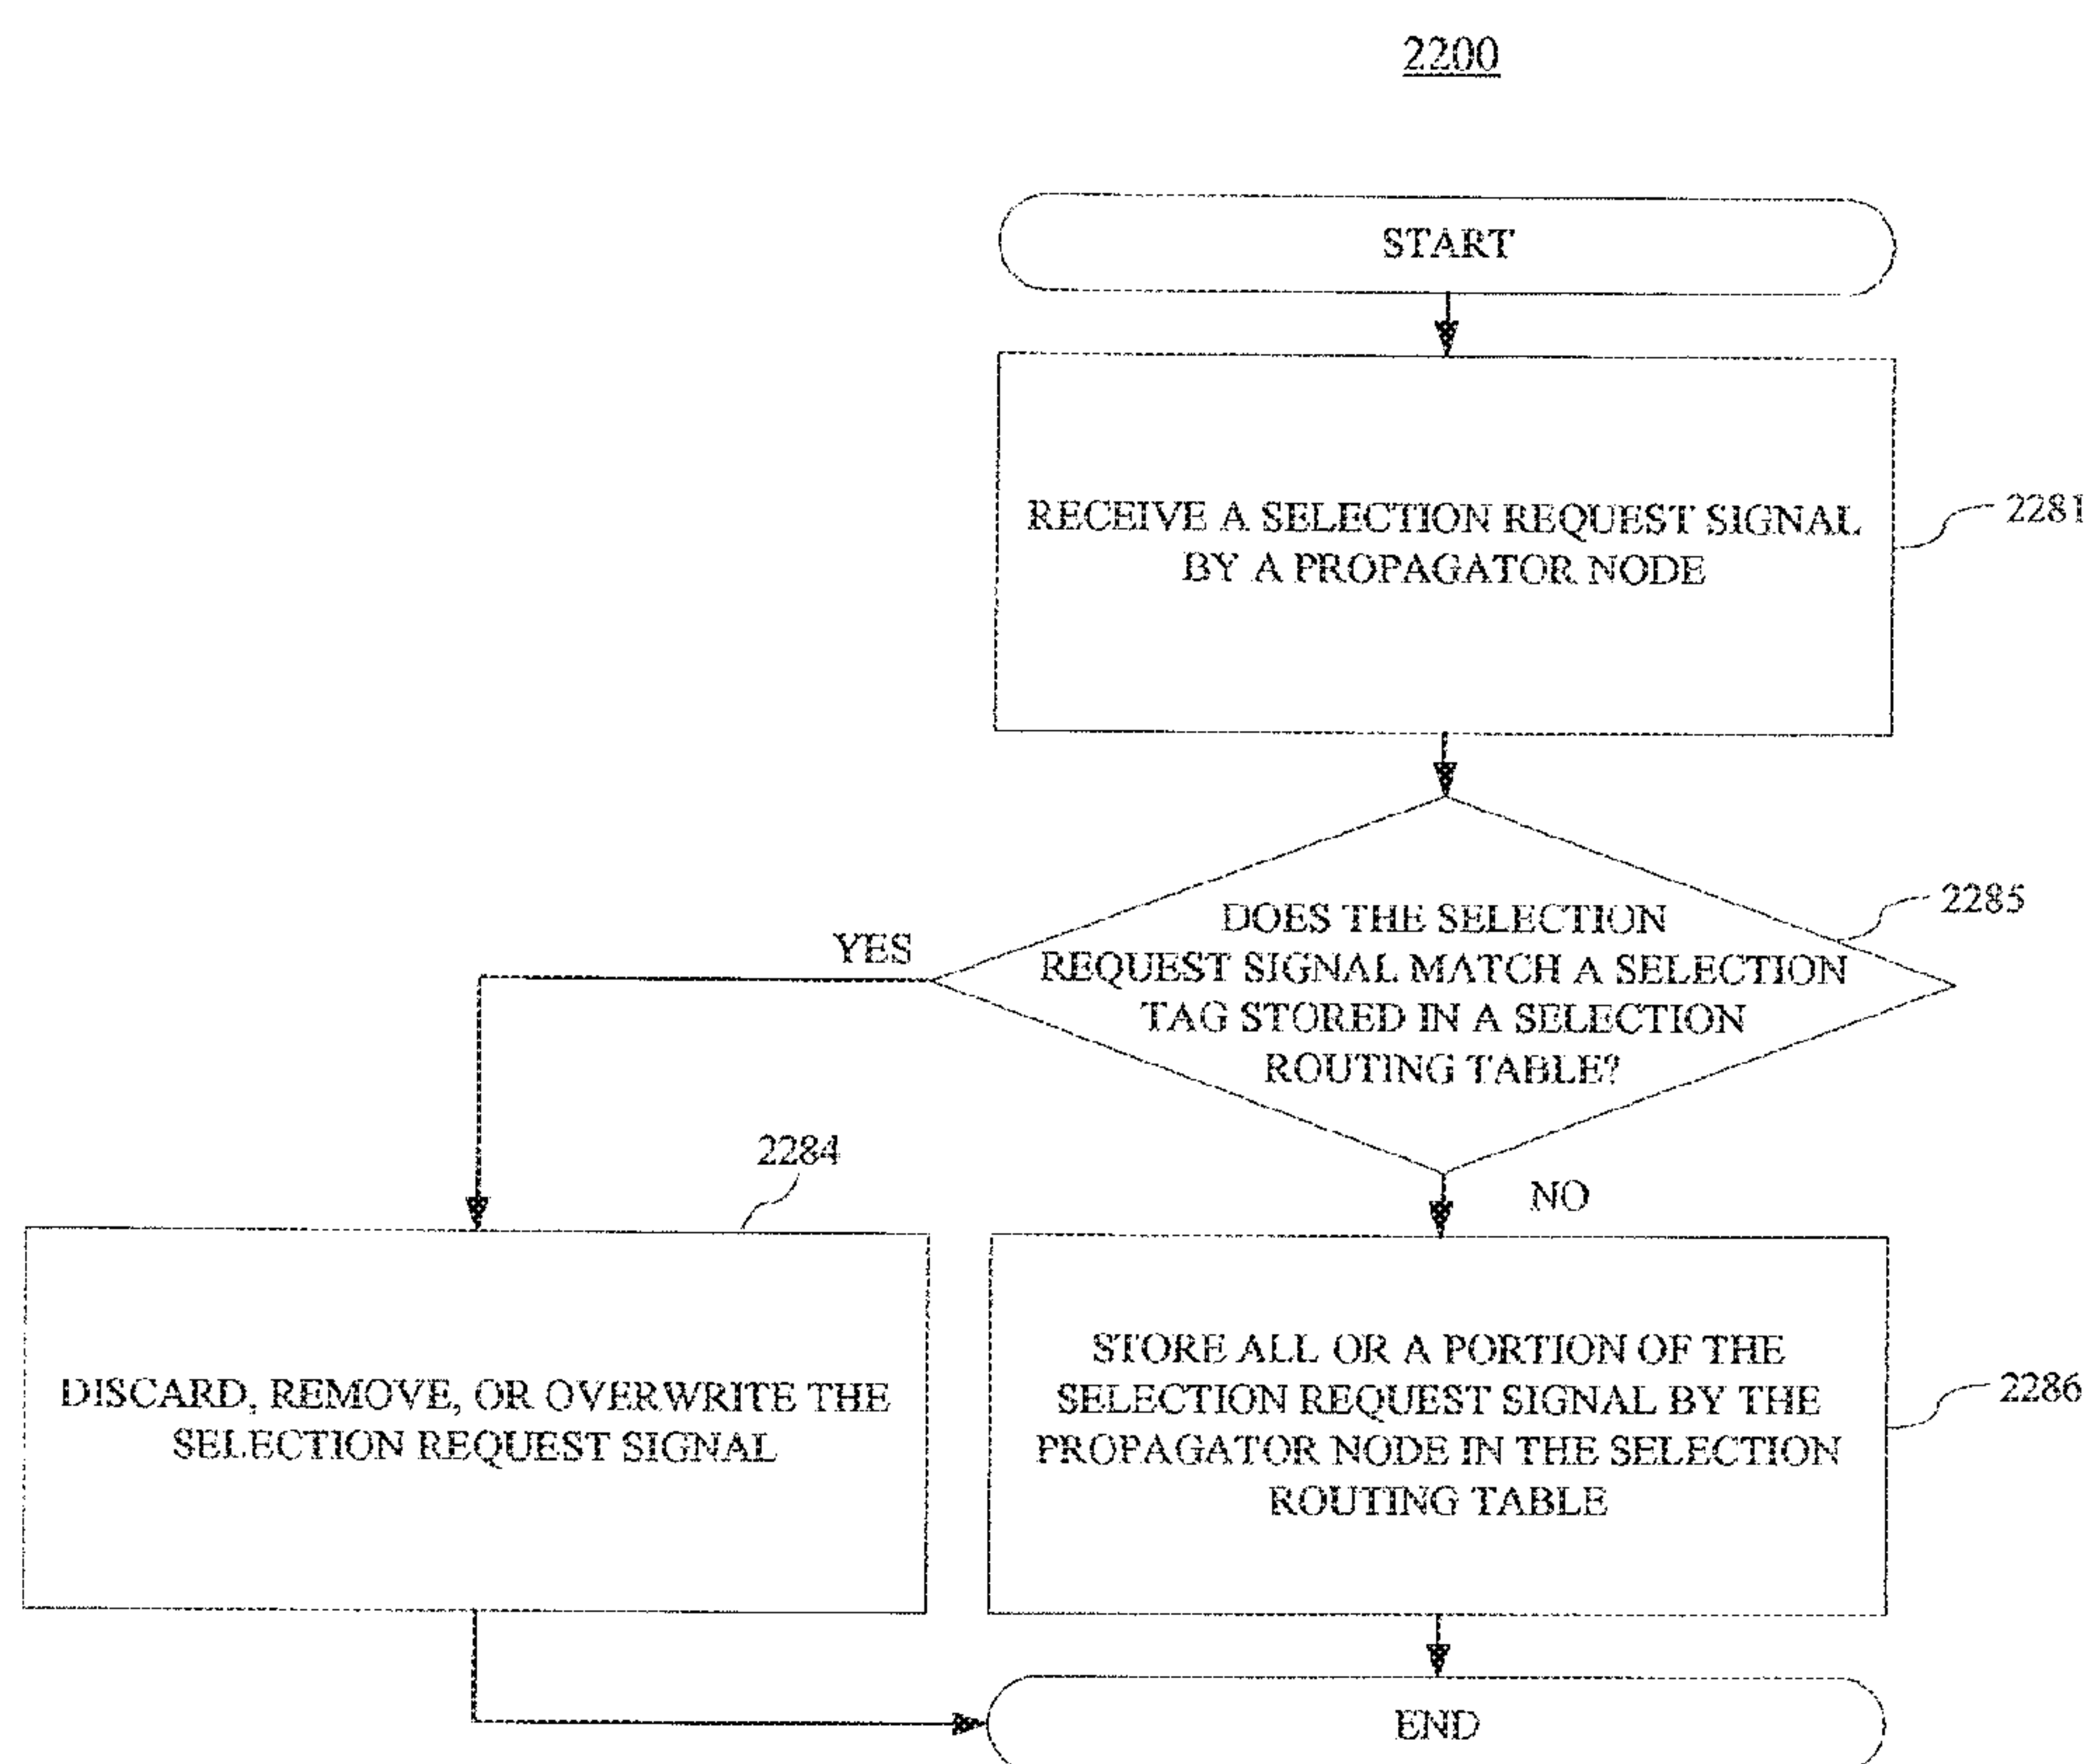 2200
START
RECEIVE A SELECTION REQUEST SIGNAL
BY A PROPAGATOR NODE
2281
DOES THE SELECTION
REQUEST SIGNAL MATCH A SELECTION
TAG STORED IN A SELECTION
ROUTING TABLE?
2285
YES
NO
2284
DISCARD, REMOVE, OR OVERWRITE THE
SELECTION REQUEST SIGNAL
STORE ALL OR A PORTION OF THE
SELECTION REQUEST SIGNAL BY THE
PROPAGATOR NODE IN THE SELECTION
ROUTING TABLE
2286
END